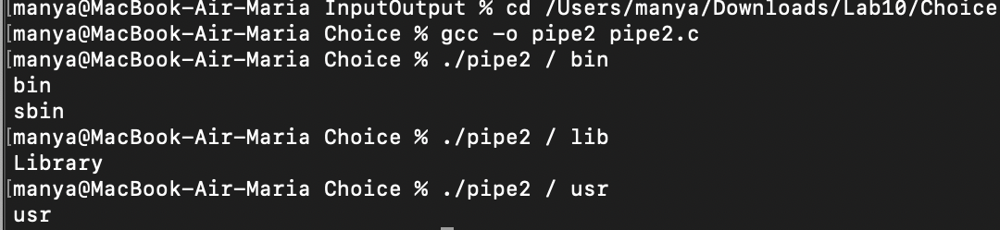 [manya@MacBook-Air-Maria InputOutput % cd /Users/manya/Downloads/Lab10/Choice
[manya@MacBook-Air-Maria Choice % gcc -o pipe2 pipe2.c
[manya@MacBook-Air-Maria Choice % ./pipe2 / bin
bin
sbin
[manya@MacBook-Air-Maria Choice % ./pipe2 / lib
Library
[manya@MacBook-Air-Maria Choice % ./pipe2 / usr
usr